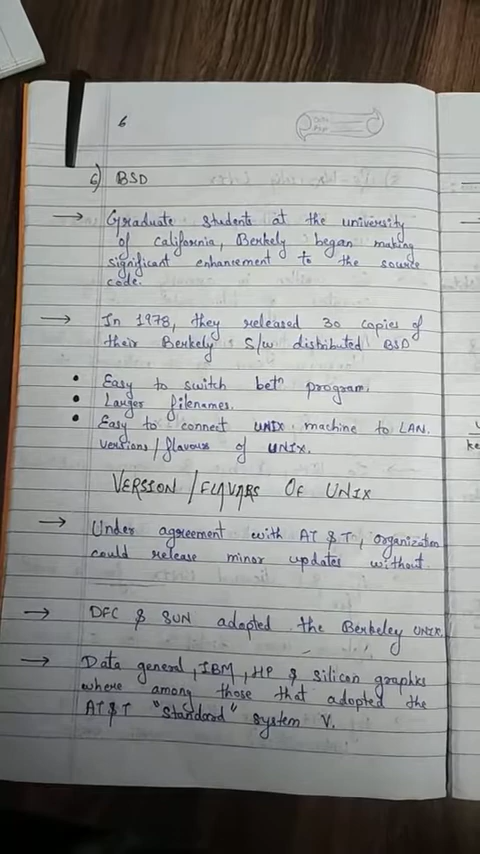 6
6) BSD
→ Graduate students at the university
of california, Berkely began making
significant enhancement to the source
code.
→ In 1978, they released 30 copies of
their Berkely S/w distributed BSD
• Easy to switch betn program.
• Larger filenames.
• Easy to connect UNIX machine to LAN.
versions/flavours of UNIX.
VERSION / FLAVARS OF UNIX
→ Under agreement with AT&T, organization
could release minor updates without
→ DFC & SUN adopted the Berkeley UNIX.
→ Data general, IBM, HP & Silicon graphics
where among those that adopted the
AT&T "Standard" system V.